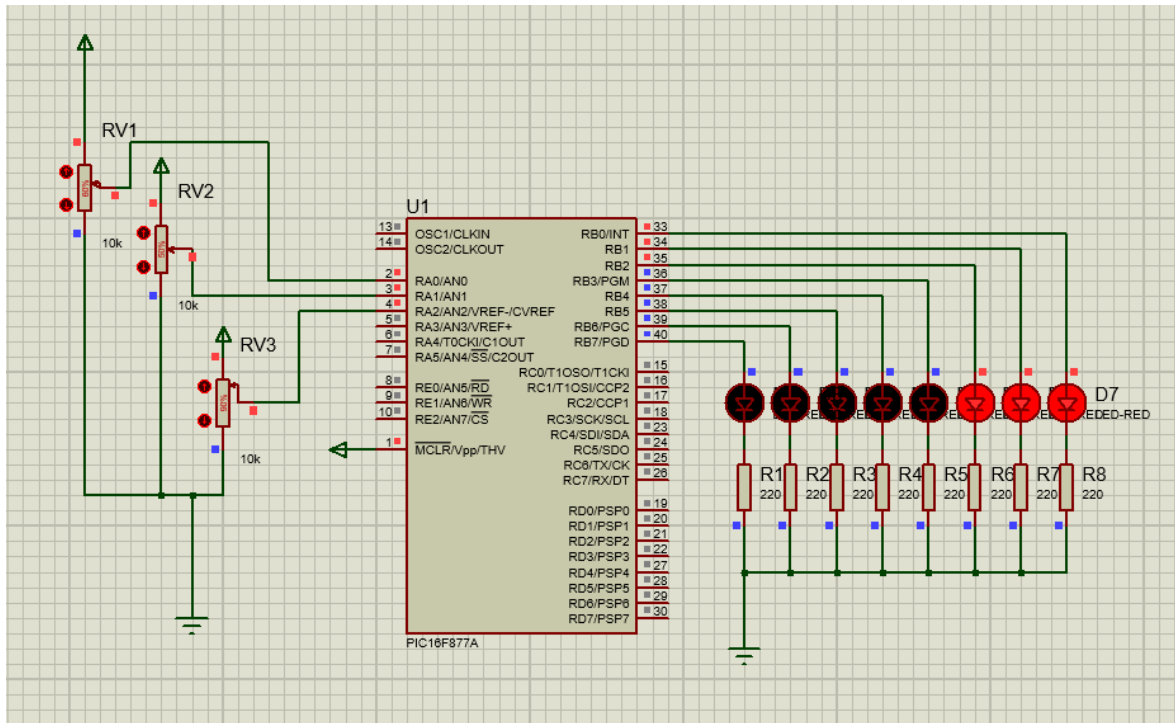 RV1
60%
10k
RV2
50%
10k
RV3
90%
10k
U1
13
OSC1/CLKIN
14
OSC2/CLKOUT
2
RA0/AN0
3
RA1/AN1
4
RA2/AN2/VREF-/CVREF
5
RA3/AN3/VREF+
6
RA4/T0CKI/C1OUT
7
RA5/AN4/SS/C2OUT
8
RE0/AN5/RD
9
RE1/AN6/WR
10
RE2/AN7/CS
1
MCLR/Vpp/THV
RB0/INT
33
RB1
34
RB2
35
RB3/PGM
36
RB4
37
RB5
38
RB6/PGC
39
RB7/PGD
40
RC0/T1OSO/T1CKI
15
RC1/T1OSI/CCP2
16
RC2/CCP1
17
RC3/SCK/SCL
18
RC4/SDI/SDA
23
RC5/SDO
24
RC6/TX/CK
25
RC7/RX/DT
26
RD0/PSP0
19
RD1/PSP1
20
RD2/PSP2
21
RD3/PSP3
22
RD4/PSP4
27
RD5/PSP5
28
RD6/PSP6
29
RD7/PSP7
30
PIC16F877A
D7
LED-RED
R1
220
R2
220
R3
220
R4
220
R5
220
R6
220
R7
220
R8
220